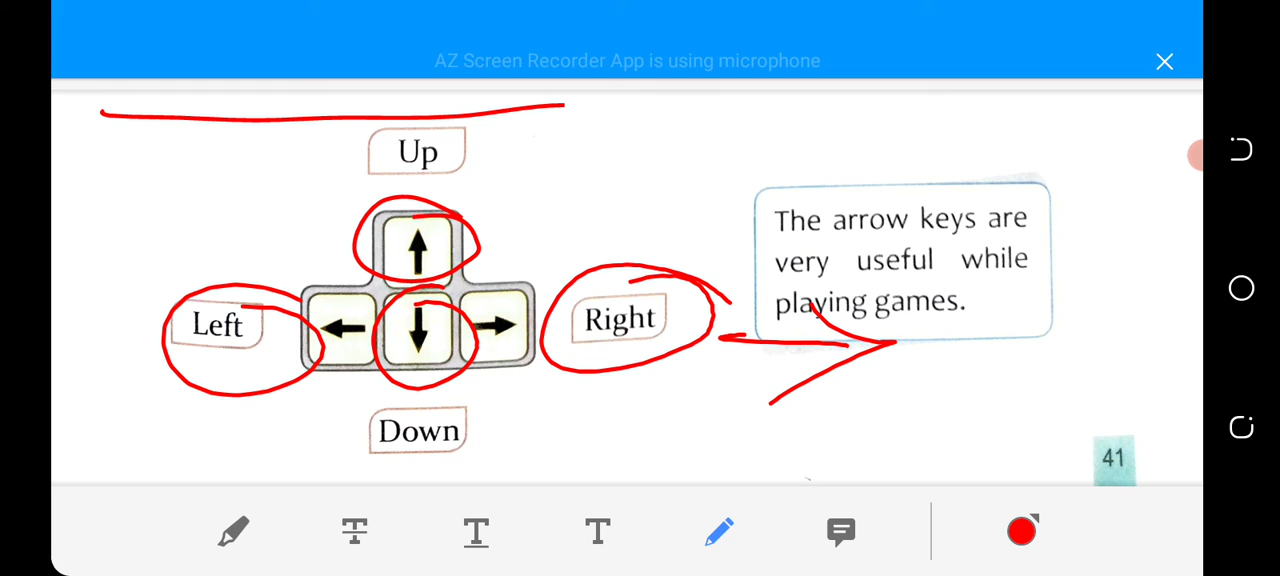 AZ Screen Recorder App is using microphone
Up
Left
Right
Down
The arrow keys are
very useful while
playing games.
41
T
T
T